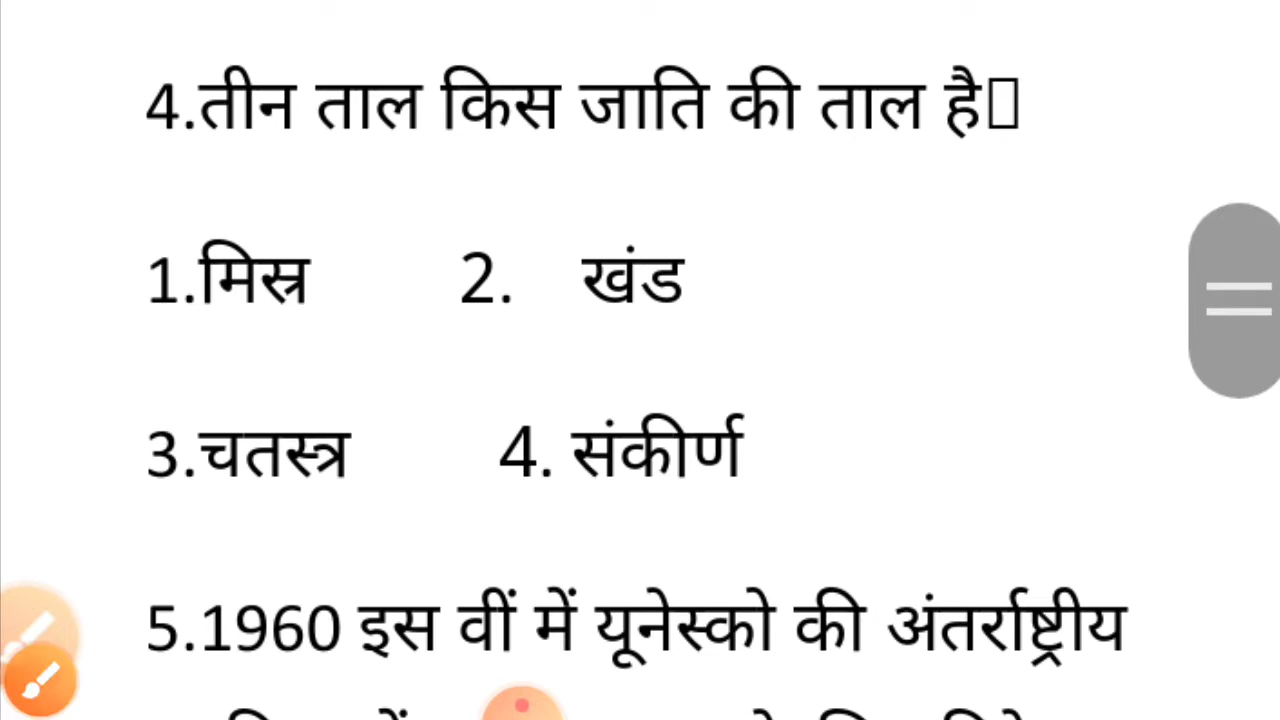 4.तीन ताल किस जाति की ताल है
1.मिस्र 2. खंड
3.चतस्त्र 4. संकीर्ण
5.1960 इस वीं में यूनेस्को की अंतर्राष्ट्रीय